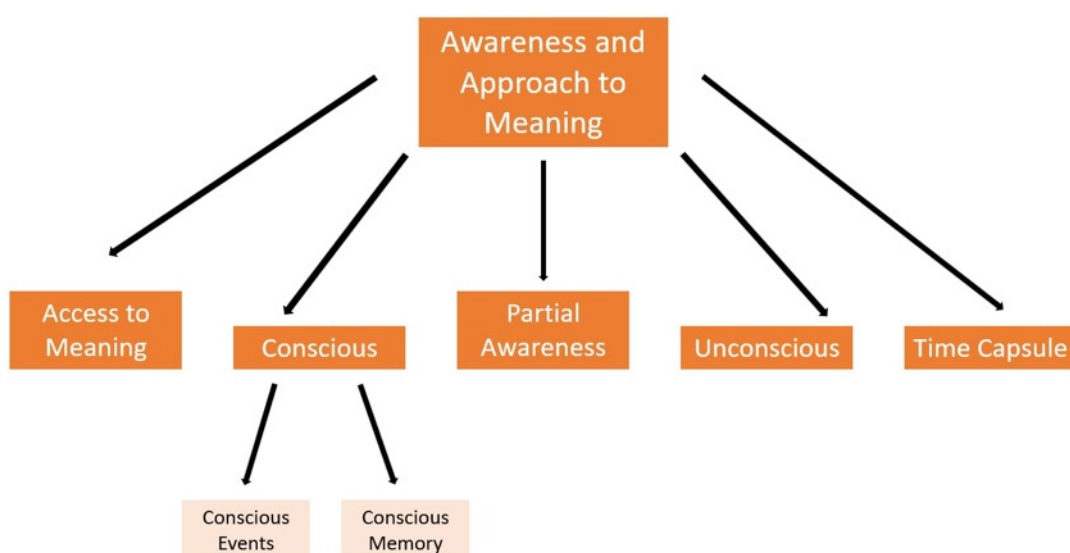 Awareness and
Approach to
Meaning
Access to
Meaning
Conscious
Partial
Awareness
Unconscious
Time Capsule
Conscious
Events
Conscious
Memory